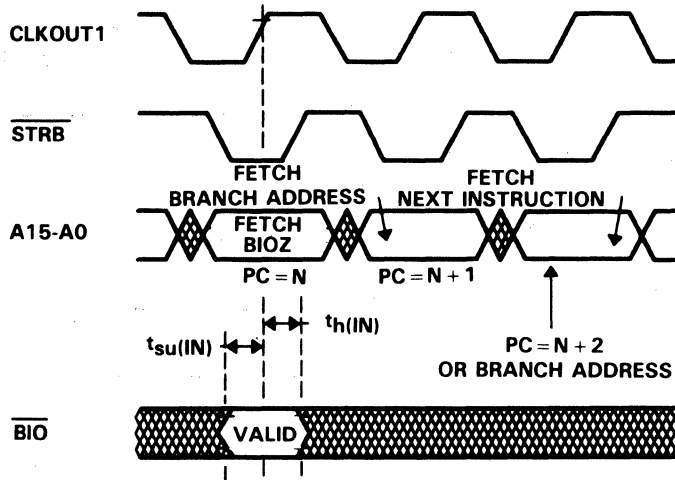 CLKOUT1
STRB
FETCH
BRANCH ADDRESS
FETCH
NEXT INSTRUCTION
A15-A0
FETCH
BIOZ
PC = N
PC = N + 1
tsu(IN)
th(IN)
PC = N + 2
OR BRANCH ADDRESS
BIO
VALID